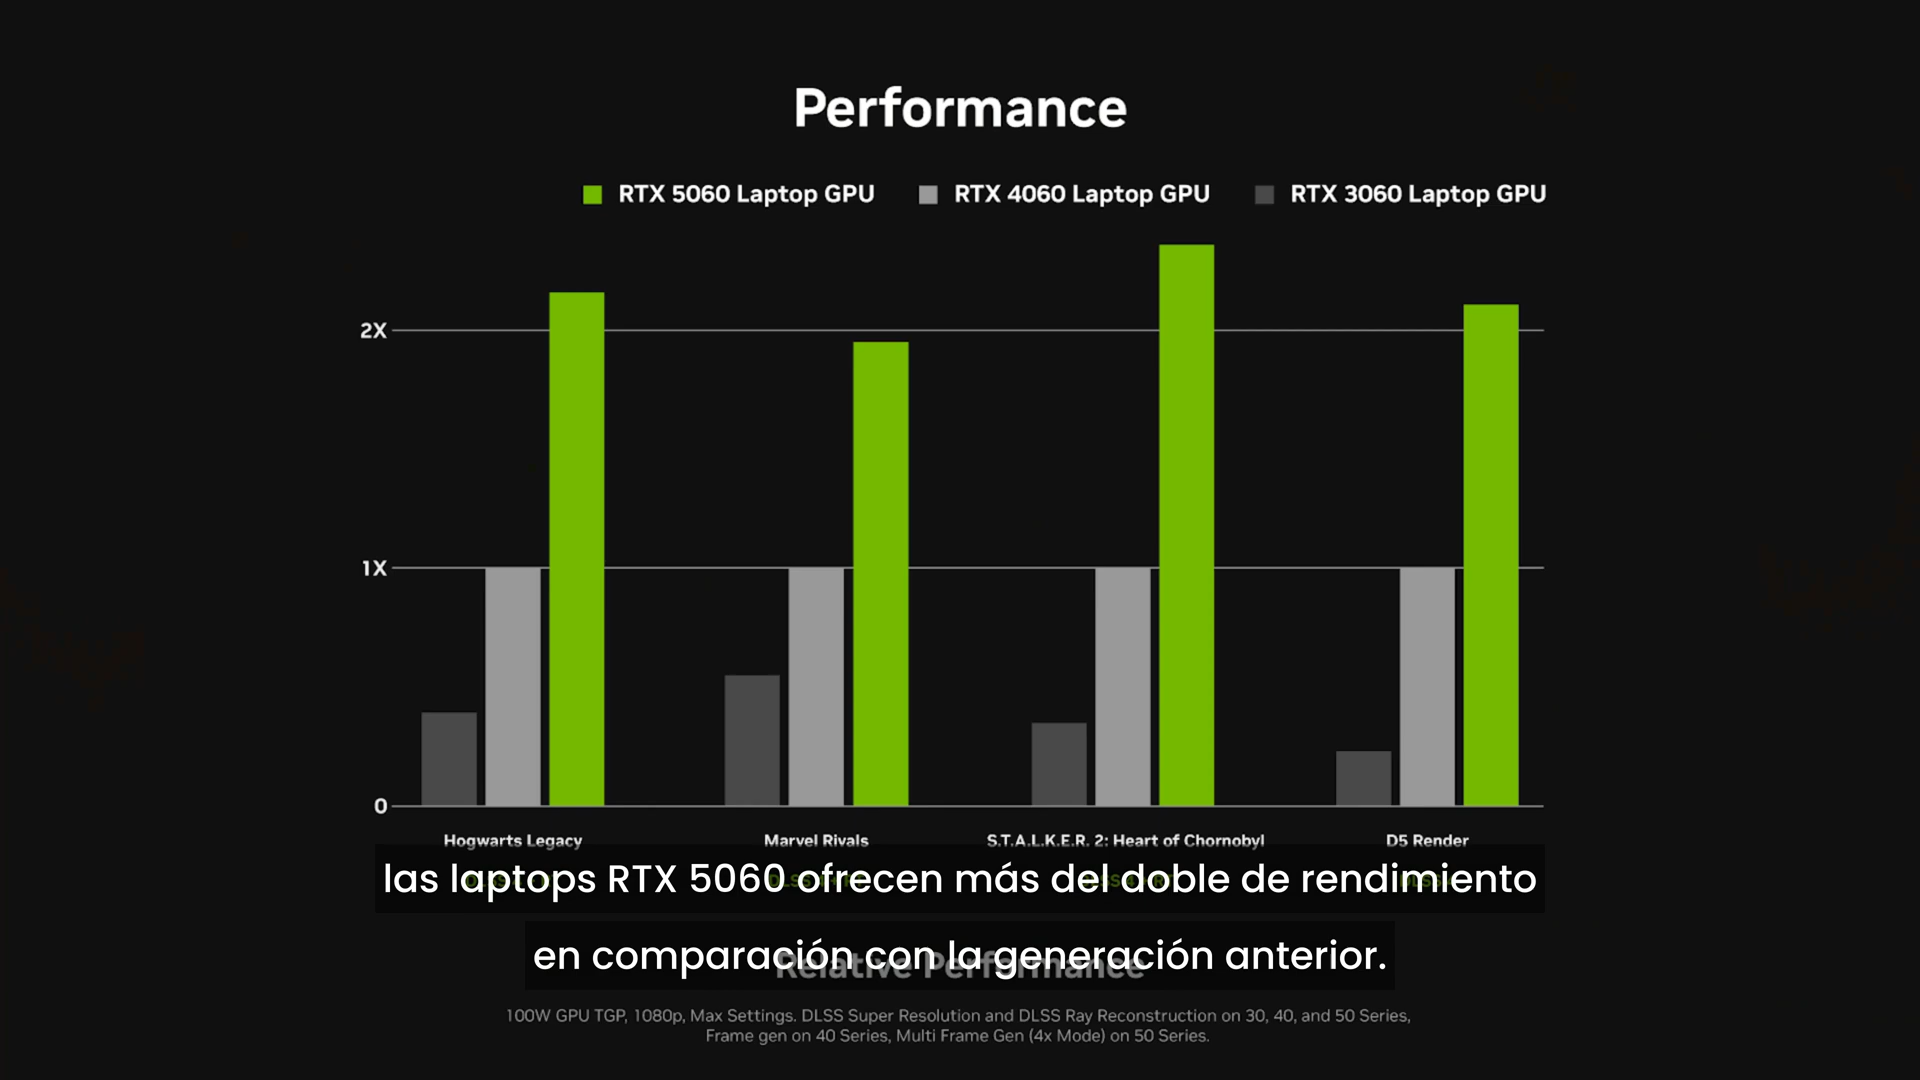 Performance
RTX 5060 Laptop GPU RTX 4060 Laptop GPU RTX 3060 Laptop GPU
2X
1X
0
Hogwarts Legacy Marvel Rivals S.T.A.L.K.E.R. 2: Heart of Chornobyl D5 Render
las laptops RTX 5060 ofrecen más del doble de rendimiento
en comparación con la generación anterior.
Relative Performance
100W GPU TGP, 1080p, Max Settings. DLSS Super Resolution and DLSS Ray Reconstruction on 30, 40, and 50 Series,
Frame gen on 40 Series, Multi Frame Gen (4x Mode) on 50 Series.